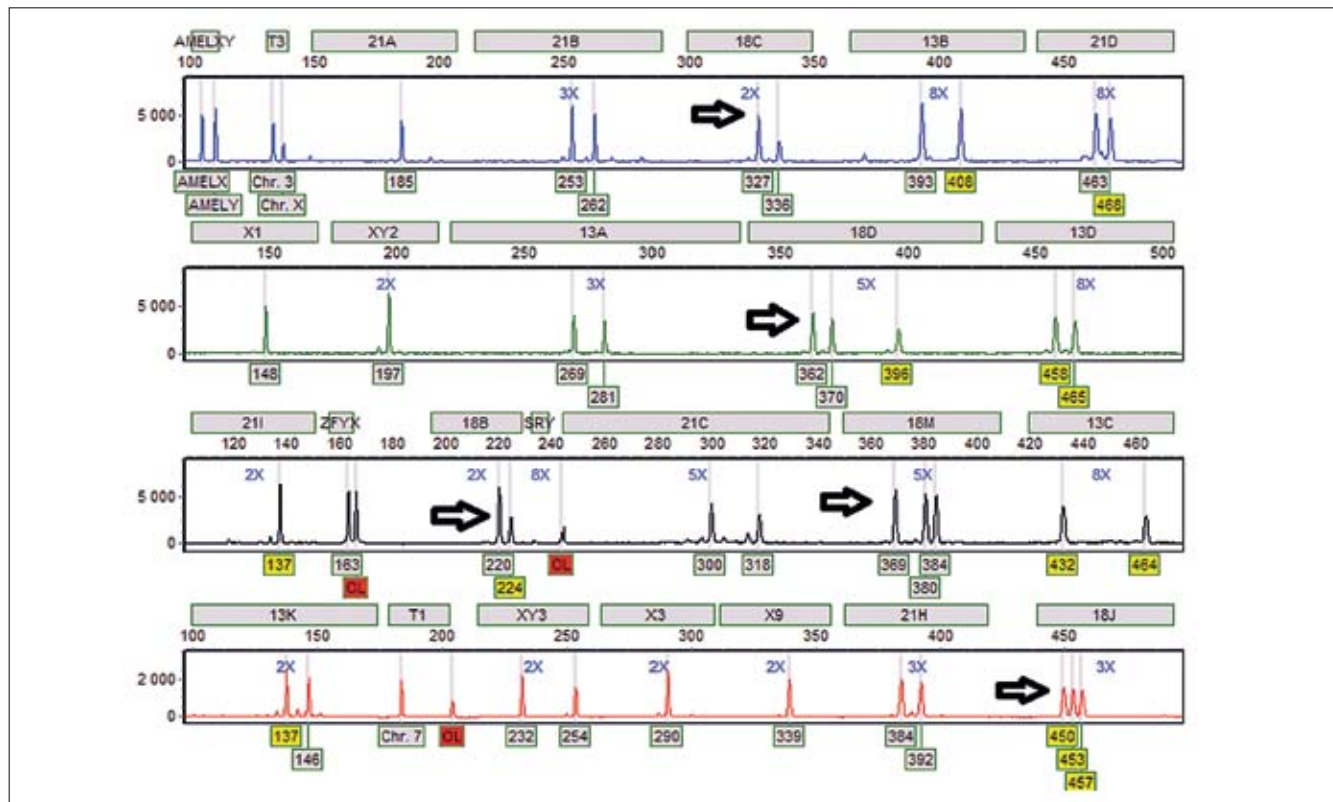 AMELXY T3 21A 21B 18C 13B 21D
100 150 200 250 300 350 400 450
3X 2X 8X 8X
5 000
0
AMELX Chr. 3 185 253 327 393 408 463
AMELY Chr. X 262 336 468
X1 XY2 13A 18D 13D
150 200 250 300 350 400 450 500
2X 3X 5X 8X
5 000
0
148 197 269 362 396 458
281 370 465
21I ZFYX 18B SRY 21C 18M 13C
120 140 160 180 200 220 240 260 280 300 320 340 360 380 400 420 440 460
2X 2X 8X 5X 5X 8X
5 000
0
137 163 220 OL 300 318 369 384 432 464
OL 224 380
13K T1 XY3 X3 X9 21H 18J
100 150 200 250 300 350 400 450
2X 2X 2X 2X 3X 3X
2 000
0
137 Chr. 7 OL 232 254 290 339 384 450
146 392 453
457